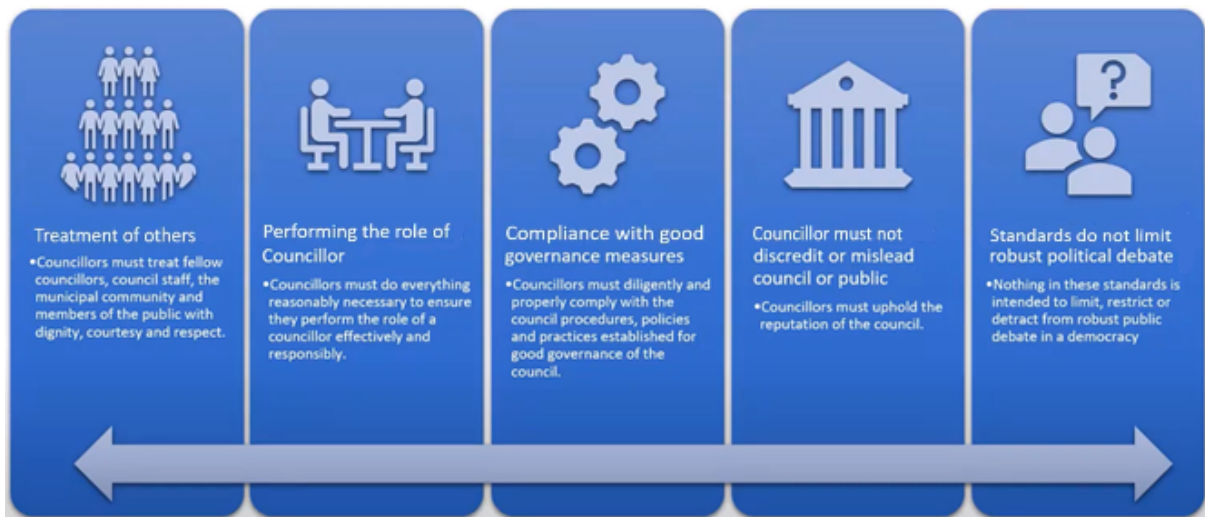 Treatment of others
•Councillors must treat fellow
councillors, council staff, the
municipal community and
members of the public with
dignity, courtesy and respect.
Performing the role of
Councillor
•Councillors must do everything
reasonably necessary to ensure
they perform the role of a
councillor effectively and
responsibly.
Compliance with good
governance measures
•Councillors must diligently and
properly comply with the
council procedures, policies
and practices established for
good governance of the
council.
Councillor must not
discredit or mislead
council or public
•Councillors must uphold the
reputation of the council.
?
Standards do not limit
robust political debate
•Nothing in these standards is
intended to limit, restrict or
detract from robust public
debate in a democracy